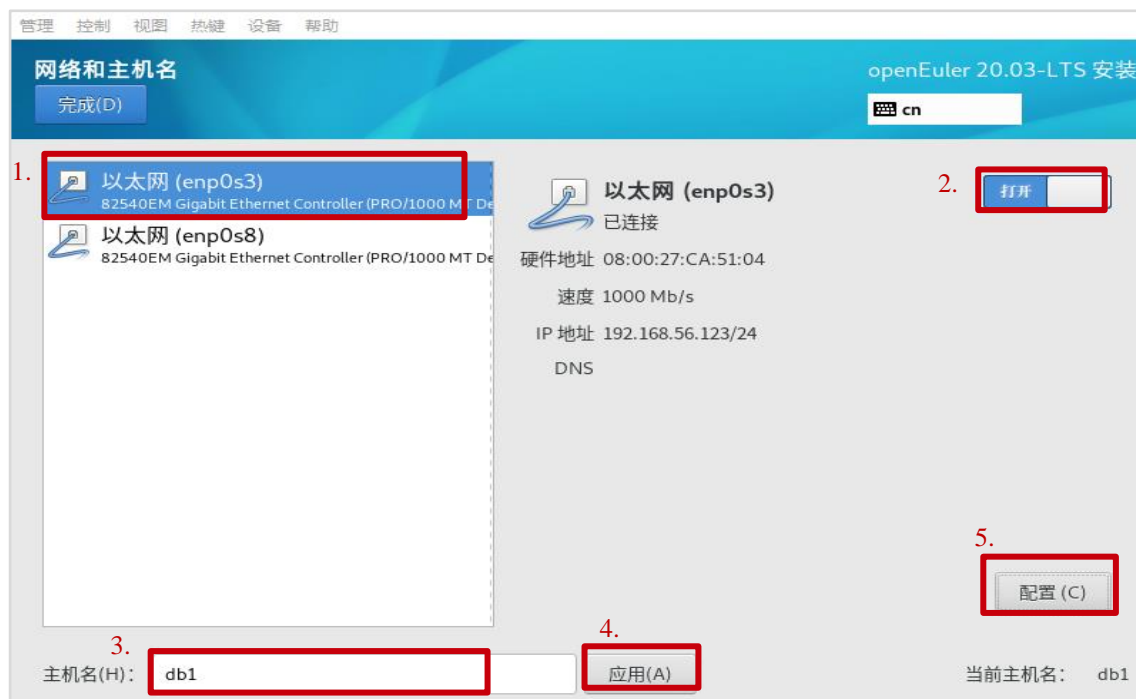 管理 控制 视图 热键 设备 帮助
网络和主机名
完成(D)
openEuler 20.03-LTS 安装
cn
1.
以太网 (enp0s3)
82540EM Gigabit Ethernet Controller (PRO/1000 MT De
以太网 (enp0s8)
82540EM Gigabit Ethernet Controller (PRO/1000 MT De
以太网 (enp0s3)
已连接
2.
打开
硬件地址 08:00:27:CA:51:04
速度 1000 Mb/s
IP 地址 192.168.56.123/24
DNS
5.
配置 (C)
3.
主机名(H): db1
4.
应用(A)
当前主机名: db1